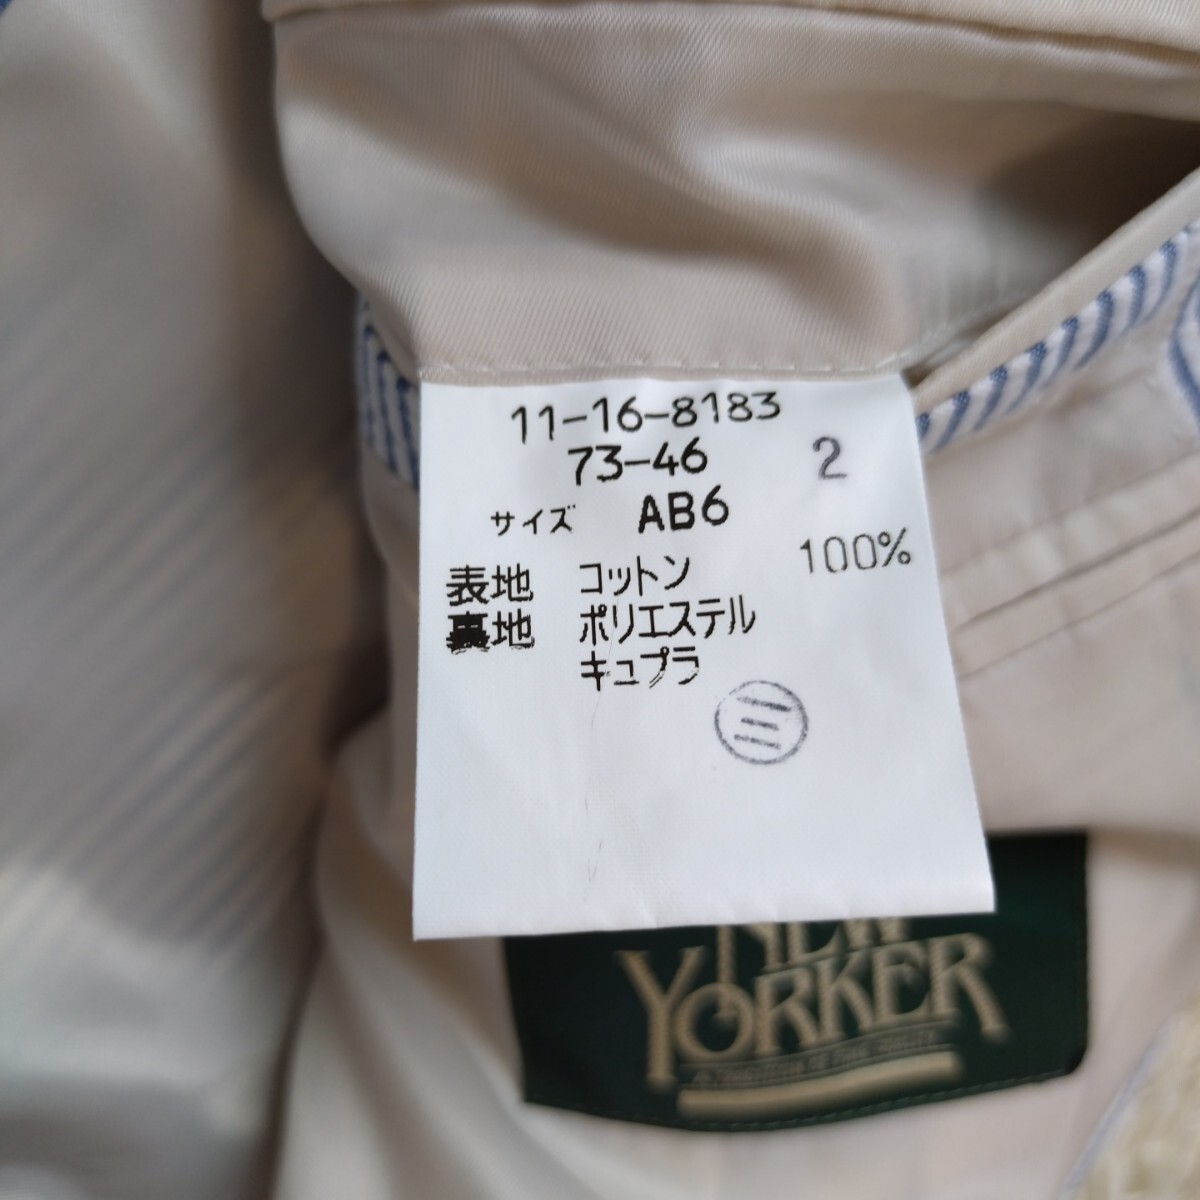 11-16-8183
73-46 2
サイズ AB6
表地 コットン 100%
裏地 ポリエステル
キュプラ
三
NEW
YORKER